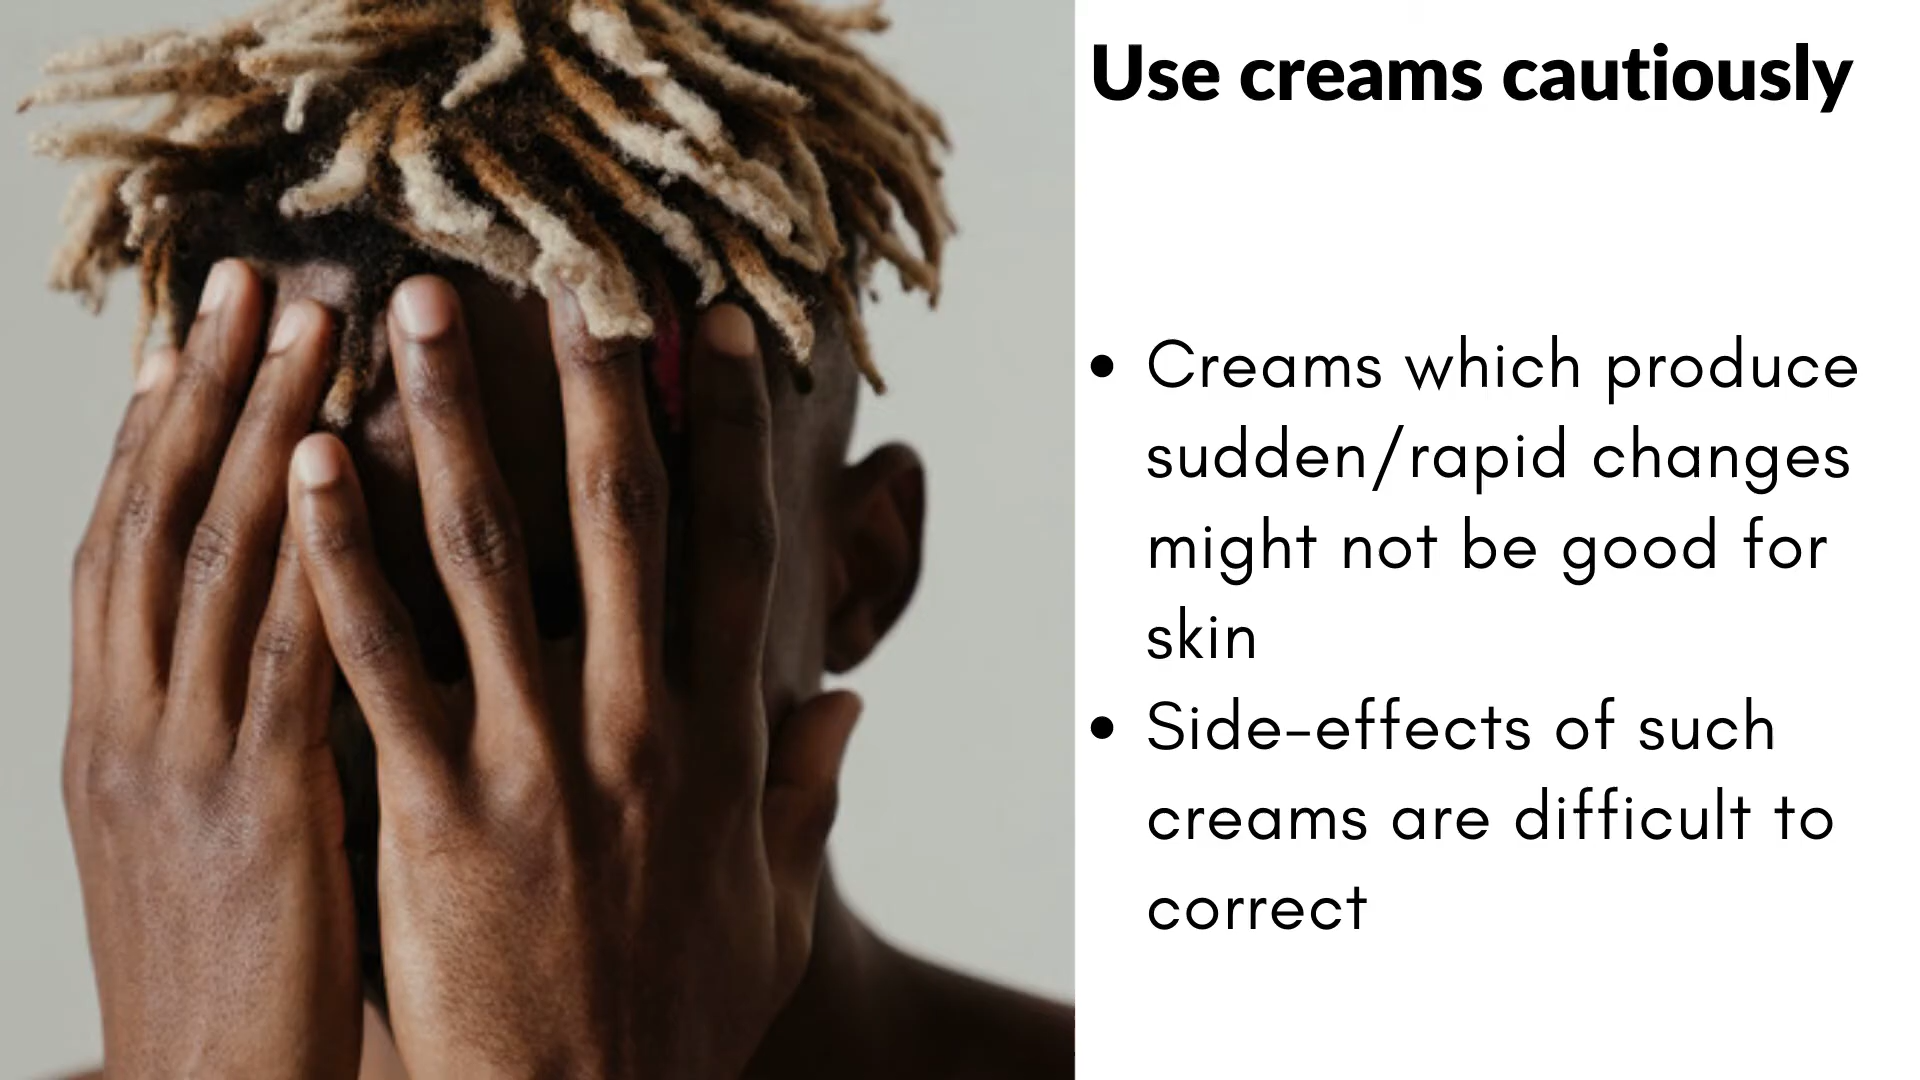 Use creams cautiously
• Creams which produce
sudden/rapid changes
might not be good for
skin
• Side-effects of such
creams are difficult to
correct